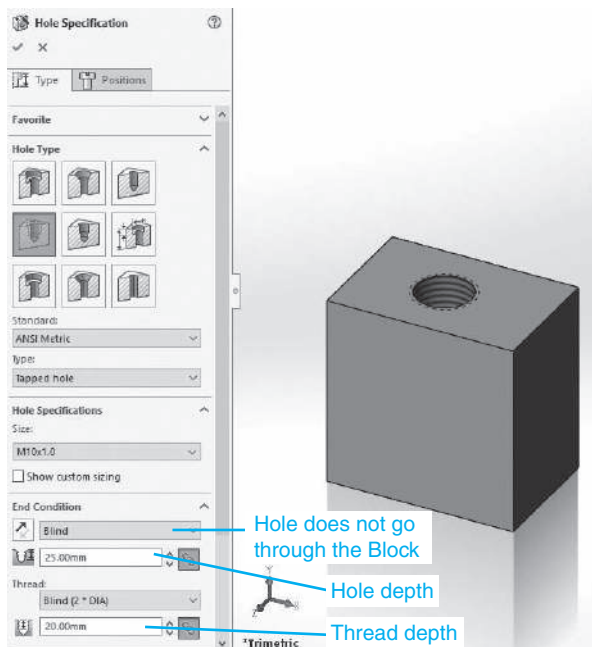 Hole Specification
Type
Positions
Favorite
Hole Type
Standard:
ANSI Metric
Type:
Tapped hole
Hole Specifications
Size:
M10x1.0
Show custom sizing
End Condition
Blind
Hole does not go
through the Block
25.00mm
Hole depth
Thread:
Blind (2 * DIA)
20.00mm
Thread depth
Y
X
Z
*Trimetric